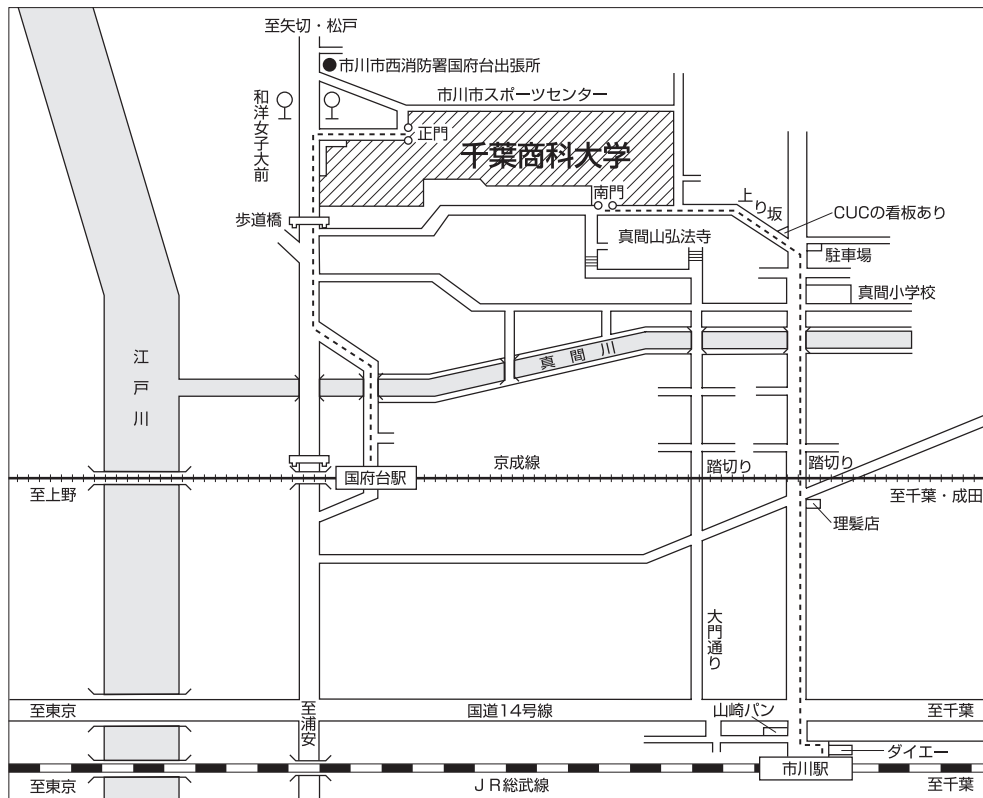 至矢切・松戸
市川市西消防署国府台出張所
和洋女子大前
市川市スポーツセンター
正門
千葉商科大学
南門
上り坂
CUCの看板あり
歩道橋
真間山弘法寺
駐車場
真間小学校
江戸川
真間川
京成線
踏切り
踏切り
国府台駅
至上野
至千葉・成田
理髪店
大門通り
至東京
至浦安
国道14号線
山崎パン
至千葉
ダイエー
市川駅
至東京
JR総武線
至千葉